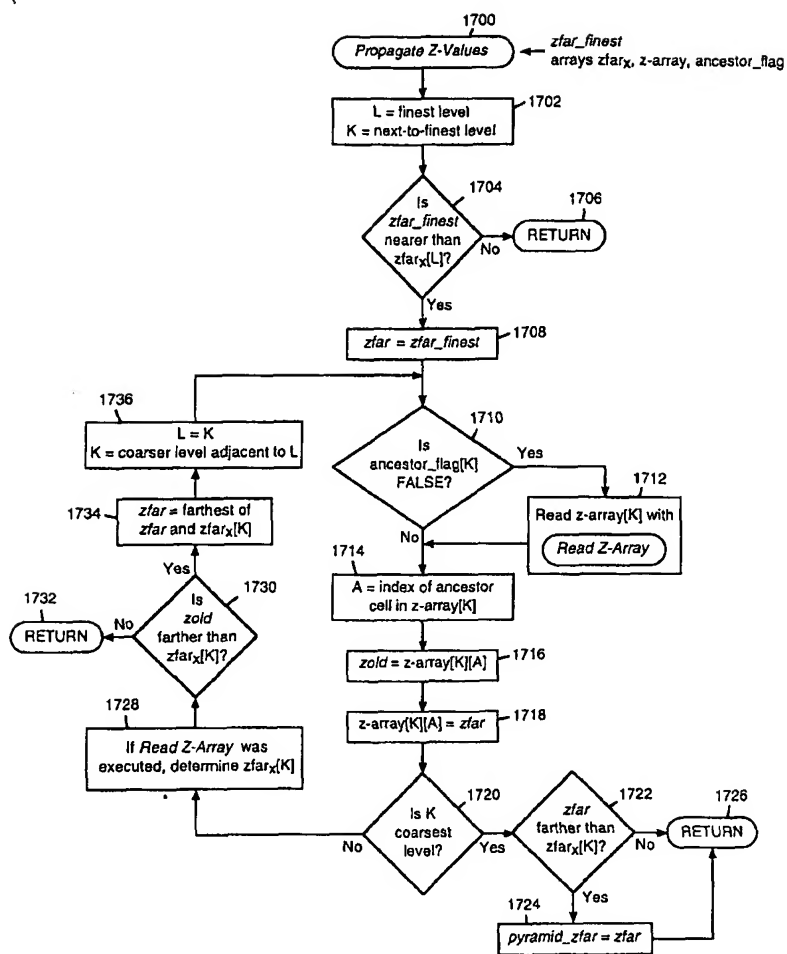 1700
Propagate Z-Values
zfar_finest
arrays zfarX, z-array, ancestor_flag
1702
L = finest level
K = next-to-finest level
1704
Is
zfar_finest
nearer than
zfarX[L]?
No
1706
RETURN
Yes
zfar = zfar_finest
1708
1736
L = K
K = coarser level adjacent to L
1710
Is
ancestor_flag[K]
FALSE?
Yes
1712
Read z-array[K] with
Read Z-Array
No
1734
zfar = farthest of
zfar and zfarX[K]
1714
A = index of ancestor
cell in z-array[K]
Yes
1730
Is
zold
farther than
zfarX[K]?
No
1732
RETURN
zold = z-array[K][A]
1716
z-array[K][A] = zfar
1718
1728
If Read Z-Array was
executed, determine zfarX[K]
1720
Is K
coarsest
level?
No
Yes
1722
zfar
farther than
zfarX[K]?
No
1726
RETURN
Yes
1724
pyramid_zfar = zfar